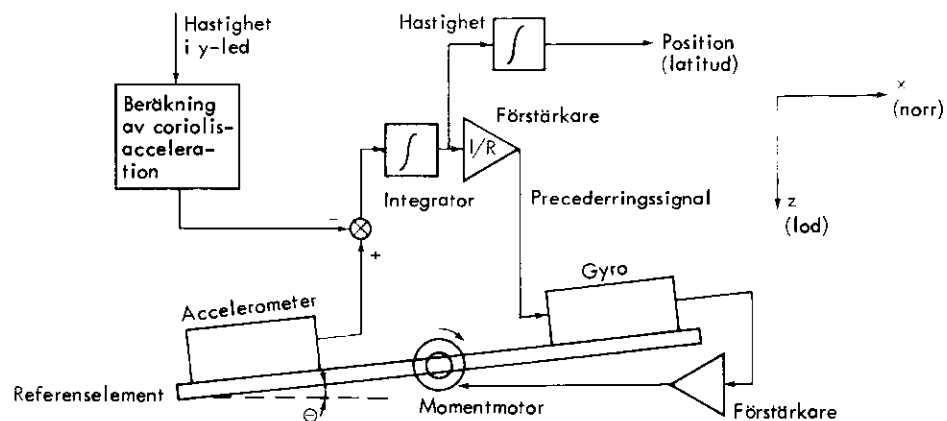 Hastighet
i y-led
Beräkning
av coriolis-
accelera-
tion
Hastighet
Position
(latitud)
x
(norr)
z
(lod)
Förstärkare
I/R
Integrator
Precederringssignal
-
+
Accelerometer
Gyro
Referenselement
Θ
Momentmotor
Förstärkare